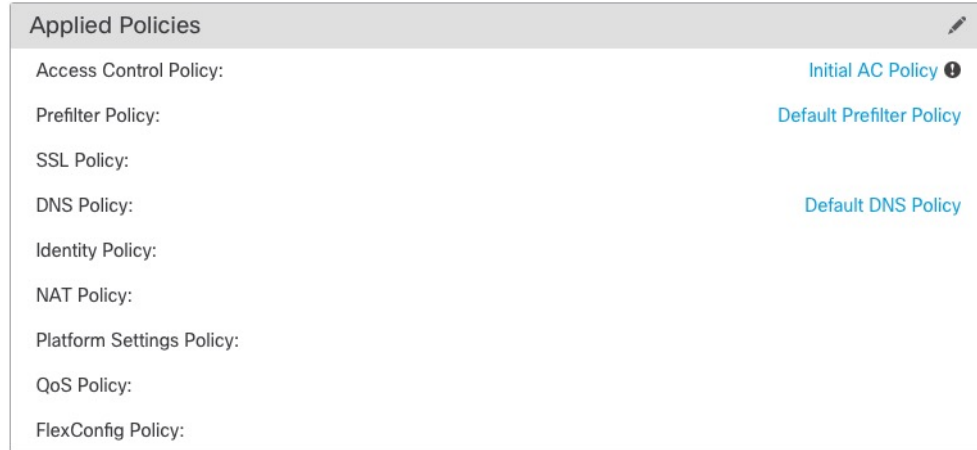 Applied Policies
Access Control Policy: Initial AC Policy
Prefilter Policy: Default Prefilter Policy
SSL Policy:
DNS Policy: Default DNS Policy
Identity Policy:
NAT Policy:
Platform Settings Policy:
QoS Policy:
FlexConfig Policy: